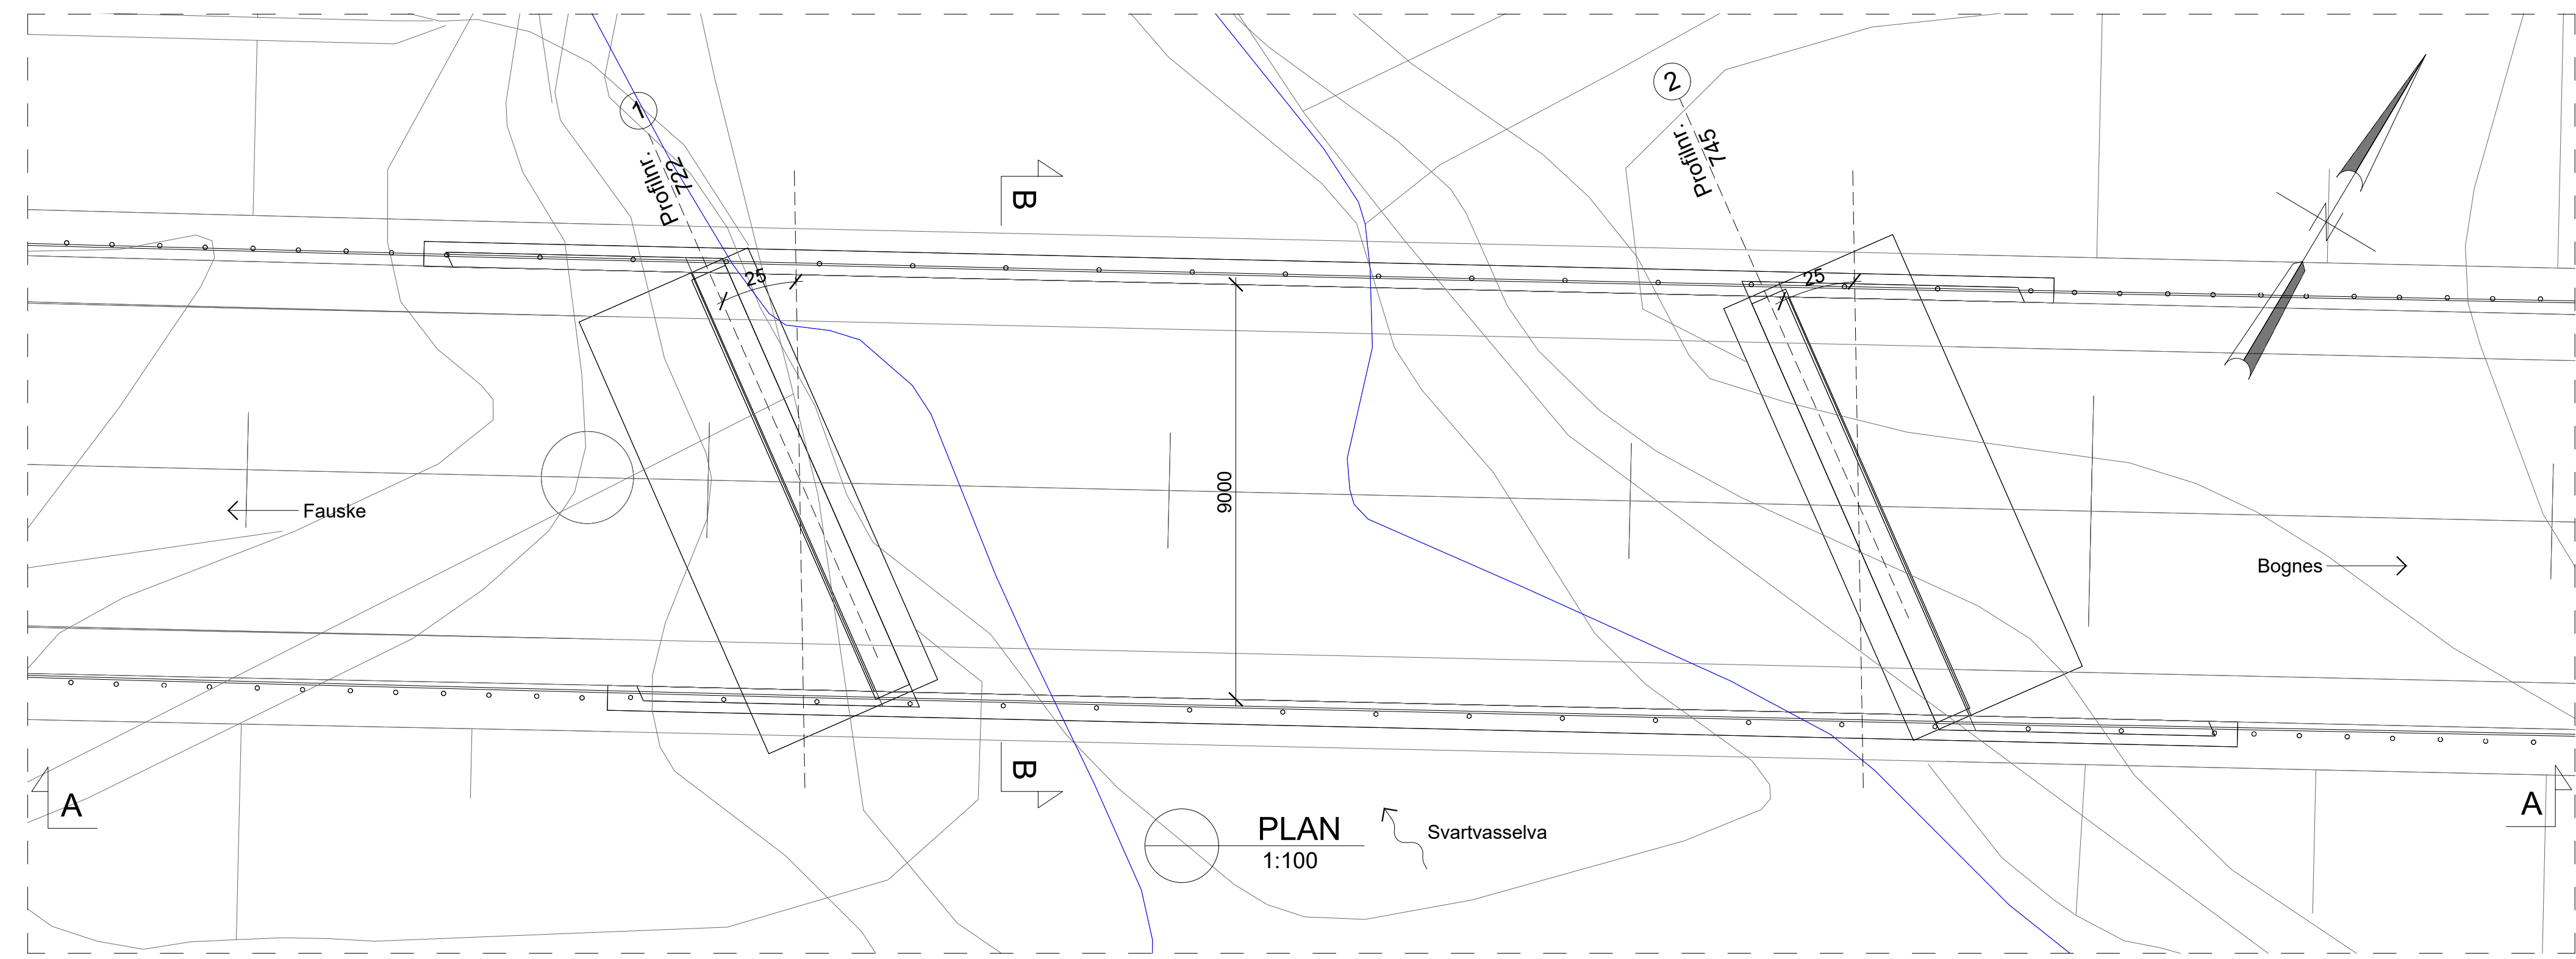 1
Profilnr.
722
B
25
2
Profilnr.
745
25
9000
Fauske
Bognes
A
B
PLAN
1:100
Svartvasselva
A